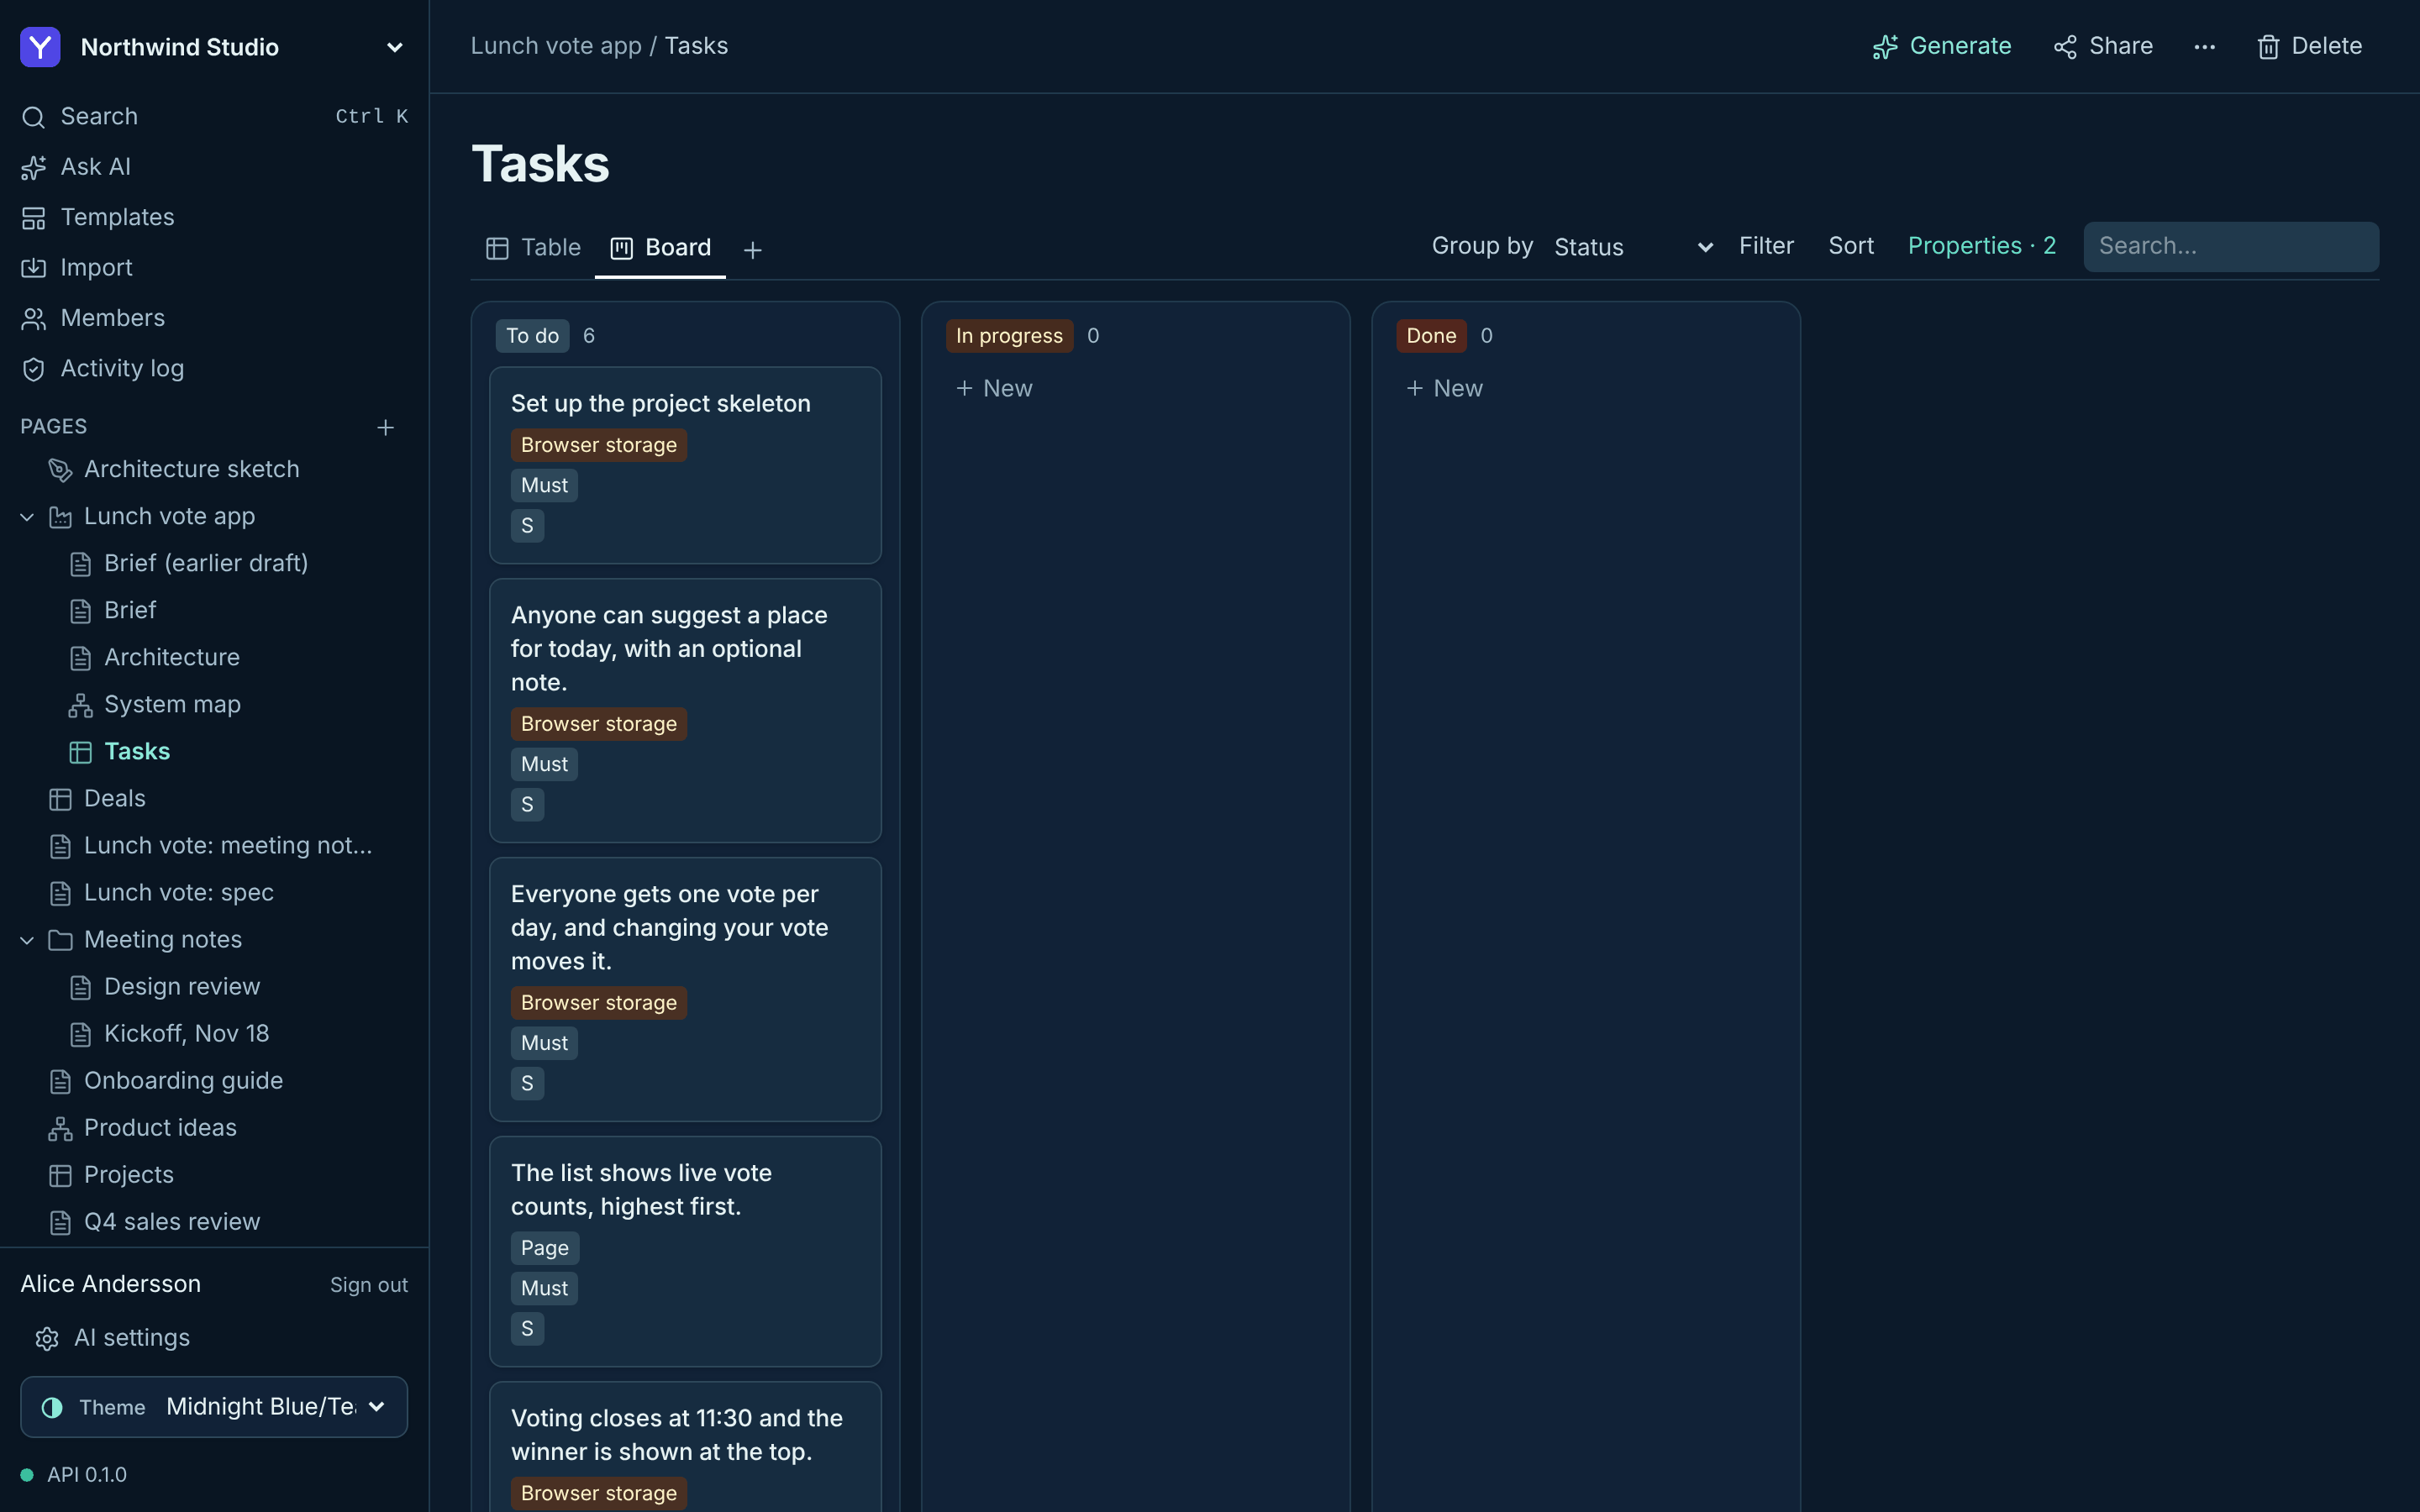 Northwind Studio
Search Ctrl K
Ask AI
Templates
Import
Members
Activity log
PAGES
Architecture sketch
Lunch vote app
Brief (earlier draft)
Brief
Architecture
System map
Tasks
Deals
Lunch vote: meeting not...
Lunch vote: spec
Meeting notes
Design review
Kickoff, Nov 18
Onboarding guide
Product ideas
Projects
Q4 sales review
Alice Andersson Sign out
AI settings
Theme Midnight Blue/Tea
API 0.1.0
Lunch vote app / Tasks
Generate Share Delete
Tasks
Table Board
Group by Status Filter Sort Properties · 2 Search...
To do 6
Set up the project skeleton
Browser storage
Must
S
Anyone can suggest a place
for today, with an optional
note.
Browser storage
Must
S
Everyone gets one vote per
day, and changing your vote
moves it.
Browser storage
Must
S
The list shows live vote
counts, highest first.
Page
Must
S
Voting closes at 11:30 and the
winner is shown at the top.
Browser storage
In progress 0
New
Done 0
New